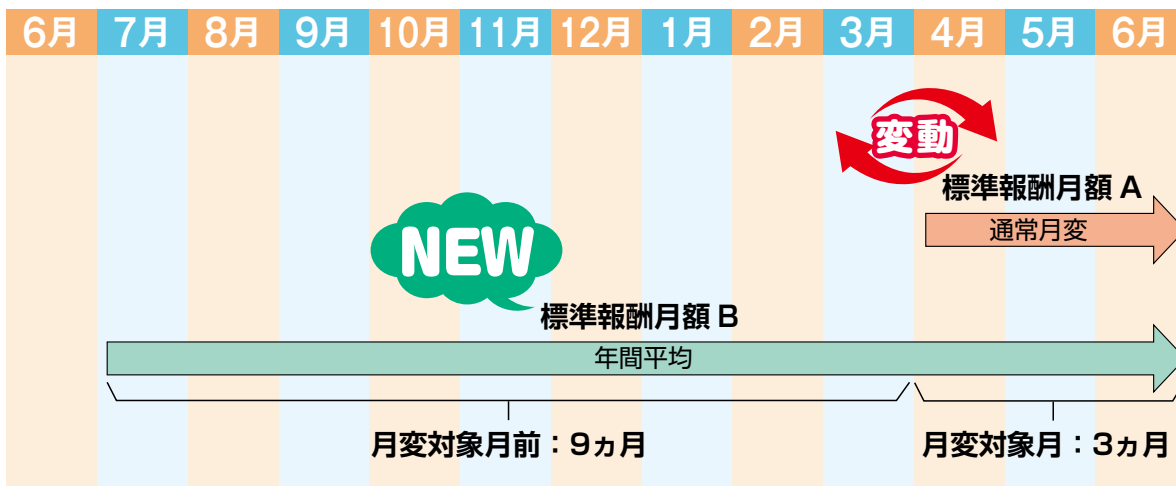 6月 7月 8月 9月 10月 11月 12月 1月 2月 3月 4月 5月 6月
変動
標準報酬月額 A
通常月変
NEW
標準報酬月額 B
年間平均
月変対象月前：9ヵ月
月変対象月：3ヵ月